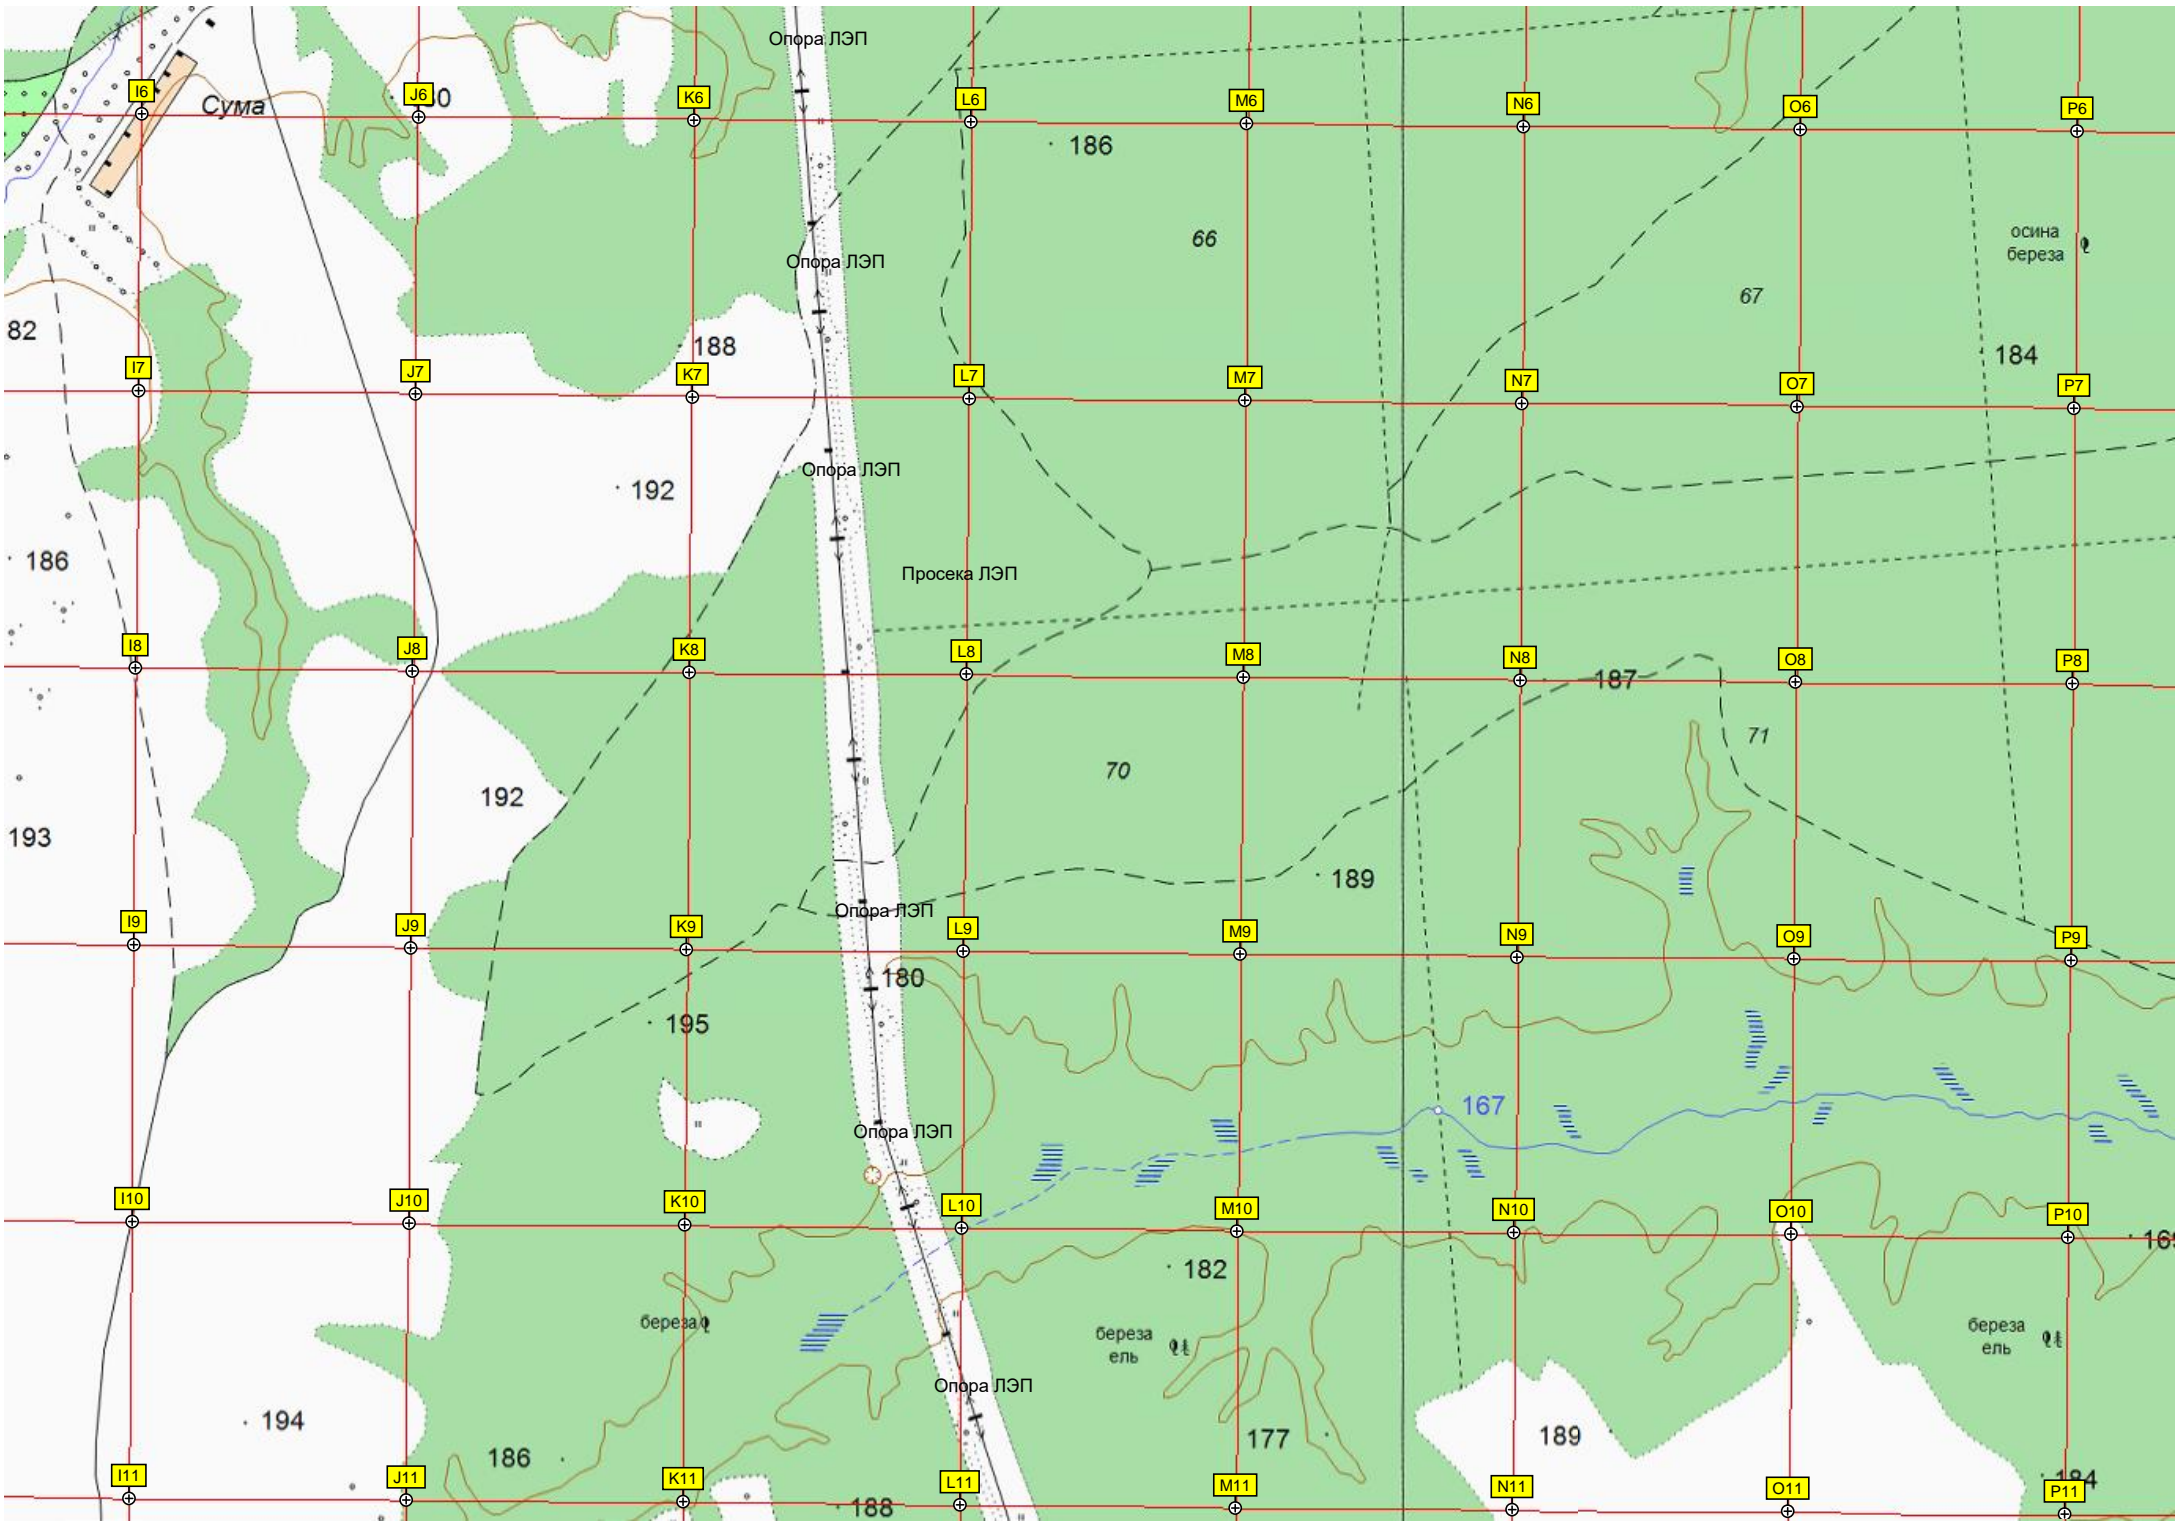 Опора ЛЭП
I6
Сума
J6
K6
L6
M6
N6
O6
P6
186
66
осина
береза
Опора ЛЭП
67
82
188
184
I7
J7
K7
L7
M7
N7
O7
P7
Опора ЛЭП
192
186
Просека ЛЭП
I8
J8
K8
L8
M8
N8
187
O8
P8
71
70
192
193
189
Опора ЛЭП
I9
J9
K9
L9
M9
N9
O9
P9
180
195
167
Опора ЛЭП
I10
J10
K10
L10
M10
N10
O10
P10
182
береза
береза
ель
береза
ель
Опора ЛЭП
194
186
177
189
184
I11
J11
K11
188
L11
M11
N11
O11
P11